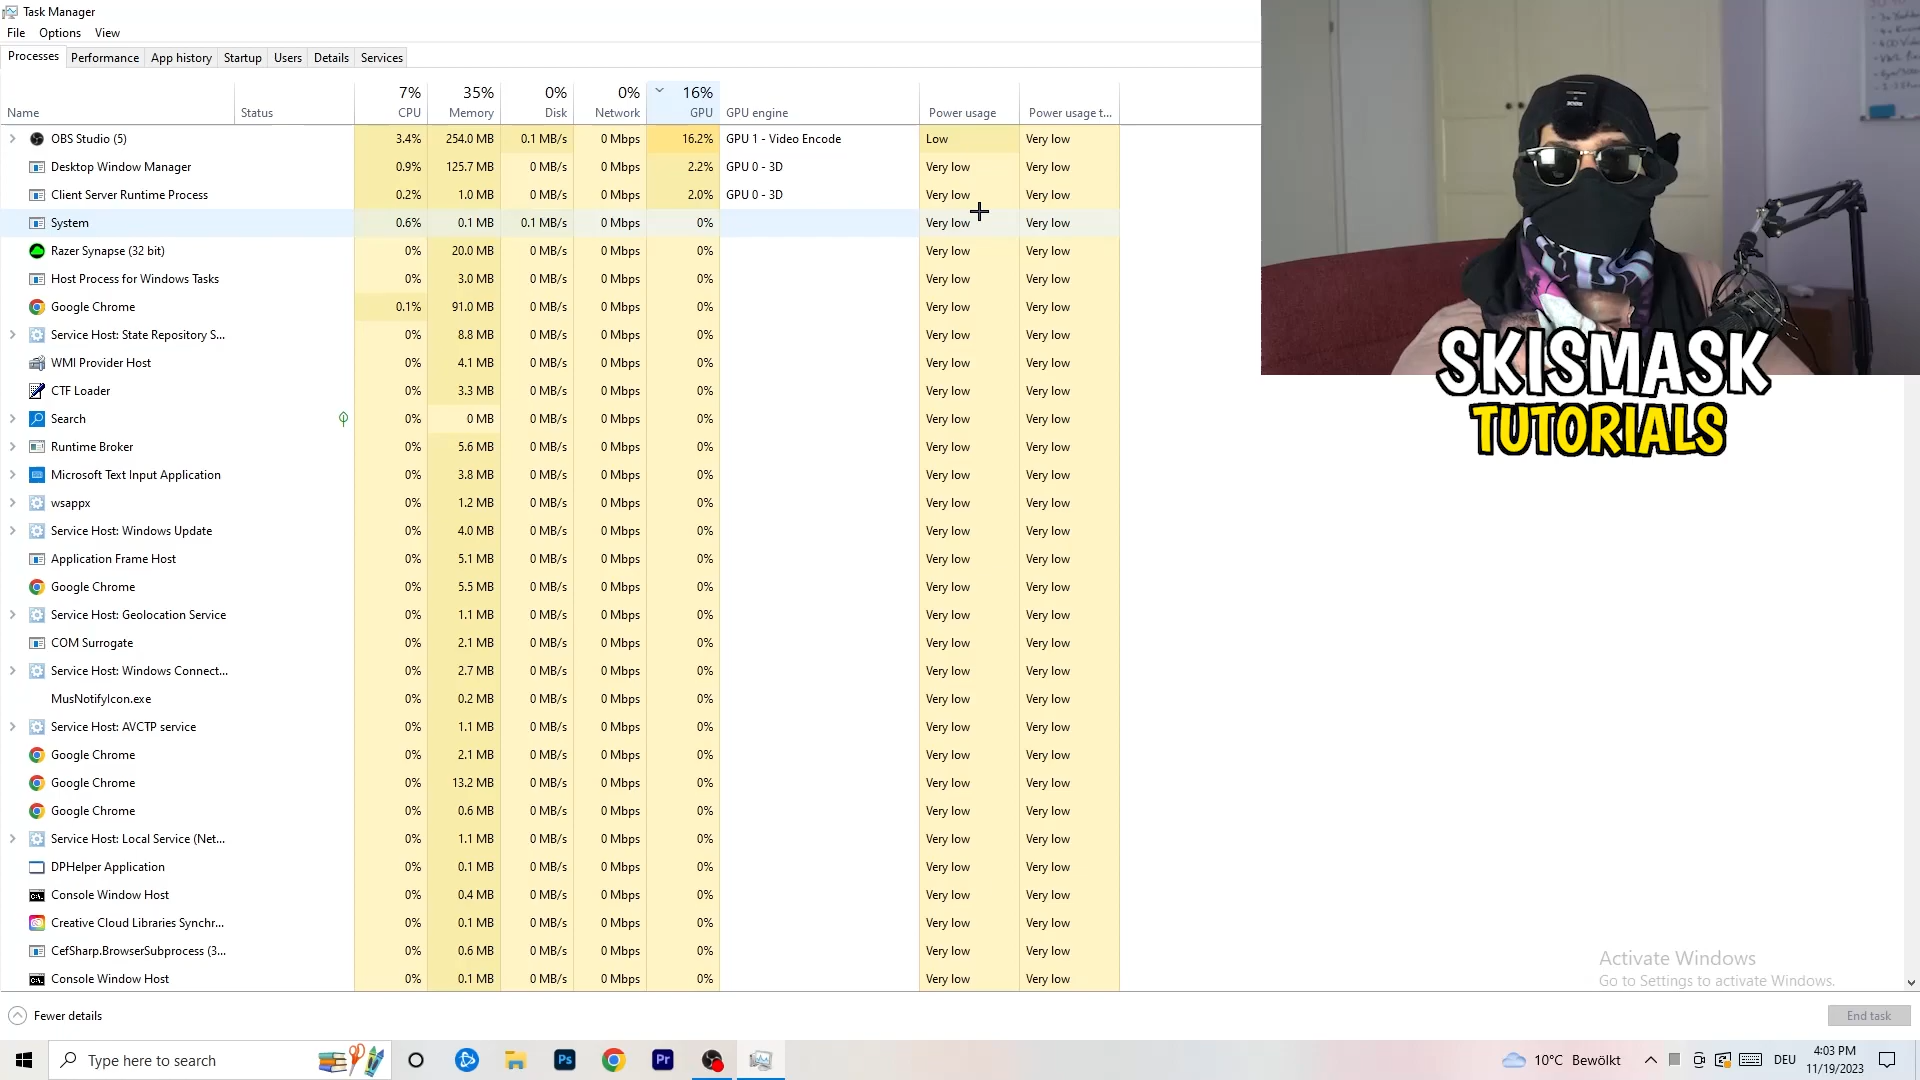 Task Manager
File Options View
Processes Performance App history Startup Users Details Services
7% 35% 0% 0% 16%
Name Status CPU Memory Disk Network GPU GPU engine Power usage Power usage t...
OBS Studio (5) 3.4% 254.0 MB 0.1 MB/s 0 Mbps 16.2% GPU 1 - Video Encode Low Very low
Desktop Window Manager 0.9% 125.7 MB 0 MB/s 0 Mbps 2.2% GPU 0 - 3D Very low Very low
Client Server Runtime Process 0.2% 1.0 MB 0 MB/s 0 Mbps 2.0% GPU 0 - 3D Very low Very low
System 0.6% 0.1 MB 0.1 MB/s 0 Mbps 0% Very low Very low
Razer Synapse (32 bit) 0% 20.0 MB 0 MB/s 0 Mbps 0% Very low Very low
Host Process for Windows Tasks 0% 3.0 MB 0 MB/s 0 Mbps 0% Very low Very low
Google Chrome 0.1% 91.0 MB 0 MB/s 0 Mbps 0% Very low Very low
Service Host: State Repository S... 0% 8.8 MB 0 MB/s 0 Mbps 0% Very low Very low
WMI Provider Host 0% 4.1 MB 0 MB/s 0 Mbps 0% Very low Very low
CTF Loader 0% 3.3 MB 0 MB/s 0 Mbps 0% Very low Very low
Search 0% 0 MB 0 MB/s 0 Mbps 0% Very low Very low
Runtime Broker 0% 5.6 MB 0 MB/s 0 Mbps 0% Very low Very low
Microsoft Text Input Application 0% 3.8 MB 0 MB/s 0 Mbps 0% Very low Very low
wsappx 0% 1.2 MB 0 MB/s 0 Mbps 0% Very low Very low
Service Host: Windows Update 0% 4.0 MB 0 MB/s 0 Mbps 0% Very low Very low
Application Frame Host 0% 5.1 MB 0 MB/s 0 Mbps 0% Very low Very low
Google Chrome 0% 5.5 MB 0 MB/s 0 Mbps 0% Very low Very low
Service Host: Geolocation Service 0% 1.1 MB 0 MB/s 0 Mbps 0% Very low Very low
COM Surrogate 0% 2.1 MB 0 MB/s 0 Mbps 0% Very low Very low
Service Host: Windows Connect... 0% 2.7 MB 0 MB/s 0 Mbps 0% Very low Very low
MusNotifyIcon.exe 0% 0.2 MB 0 MB/s 0 Mbps 0% Very low Very low
Service Host: AVCTP service 0% 1.1 MB 0 MB/s 0 Mbps 0% Very low Very low
Google Chrome 0% 2.1 MB 0 MB/s 0 Mbps 0% Very low Very low
Google Chrome 0% 13.2 MB 0 MB/s 0 Mbps 0% Very low Very low
Google Chrome 0% 0.6 MB 0 MB/s 0 Mbps 0% Very low Very low
Service Host: Local Service (Net... 0% 1.1 MB 0 MB/s 0 Mbps 0% Very low Very low
DPHelper Application 0% 0.1 MB 0 MB/s 0 Mbps 0% Very low Very low
Console Window Host 0% 0.4 MB 0 MB/s 0 Mbps 0% Very low Very low
Creative Cloud Libraries Synchr... 0% 0.1 MB 0 MB/s 0 Mbps 0% Very low Very low
CefSharp.BrowserSubprocess (3... 0% 0.6 MB 0 MB/s 0 Mbps 0% Very low Very low
Console Window Host 0% 0.1 MB 0 MB/s 0 Mbps 0% Very low Very low
SKISMASK
TUTORIALS
Activate Windows
Go to Settings to activate Windows.
Fewer details End task
Type here to search Ps Pr 10°C Bewölkt DEU 4:03 PM
11/19/2023